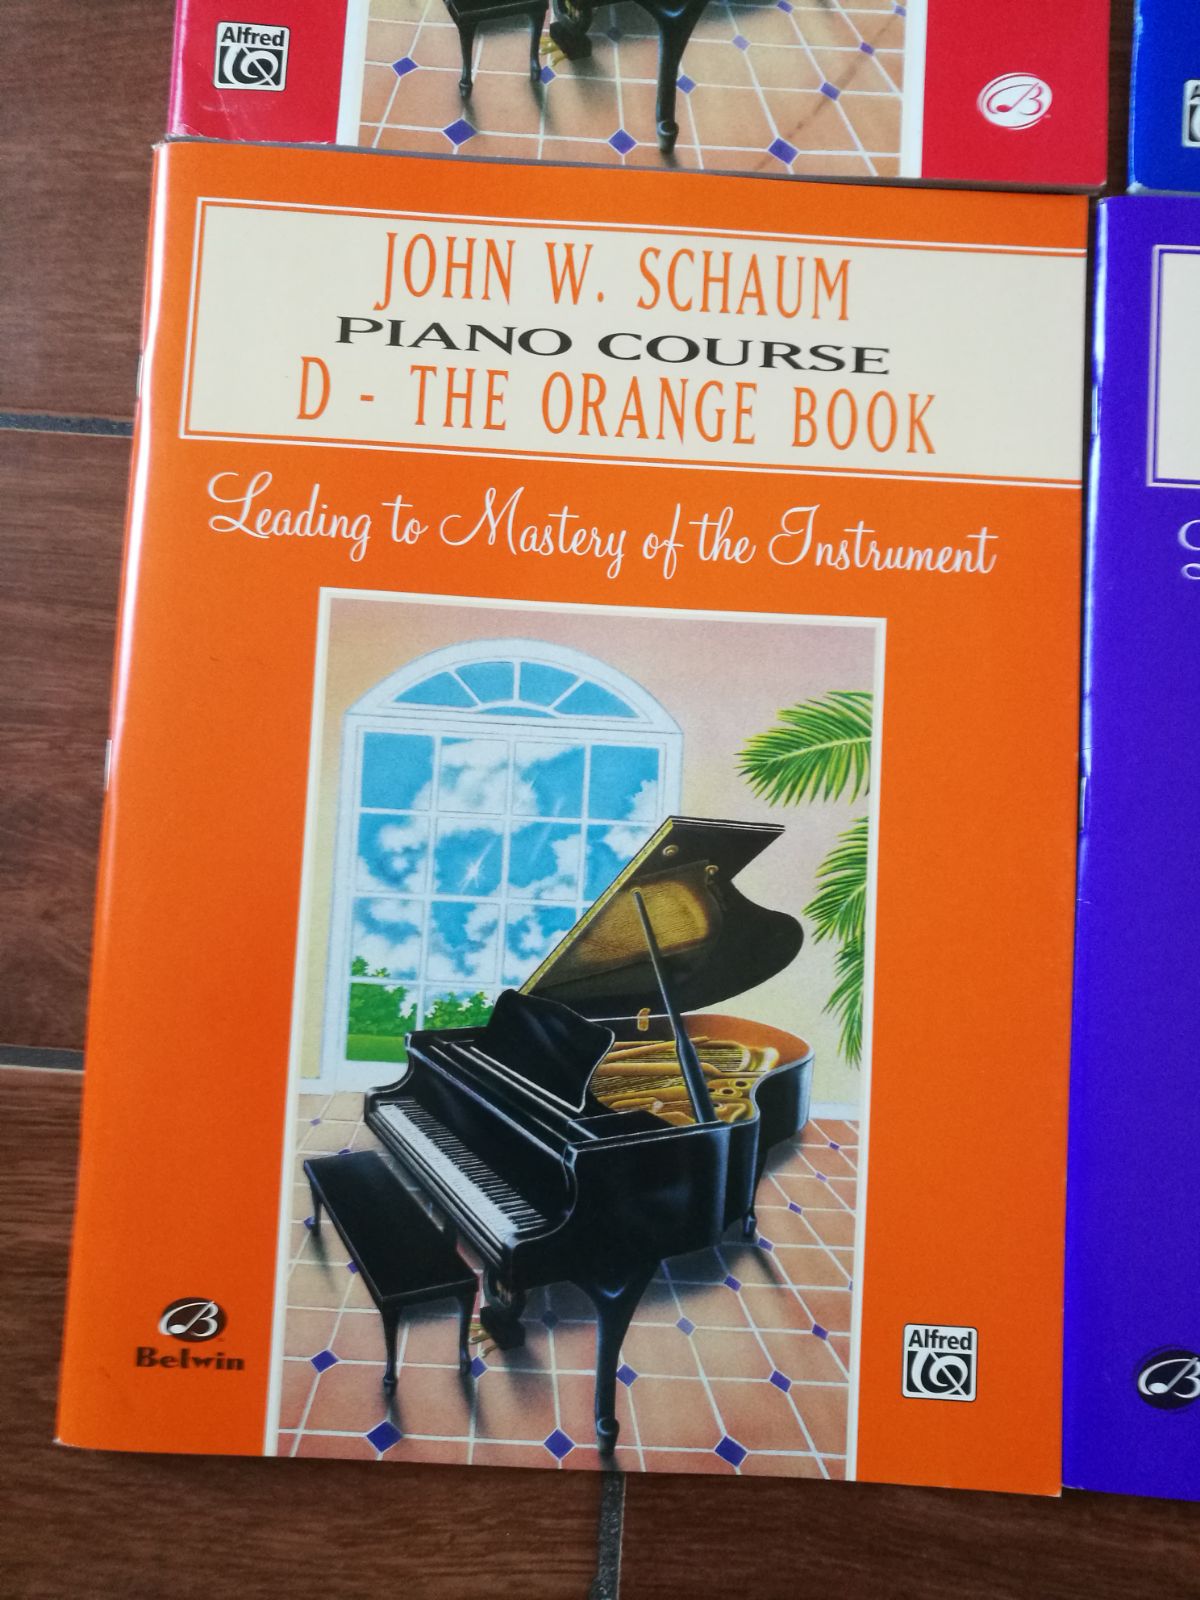 Alfred
JOHN W. SCHAUM
PIANO COURSE
D - THE ORANGE BOOK
Leading to Mastery of the Instrument
B
Belwin
Alfred